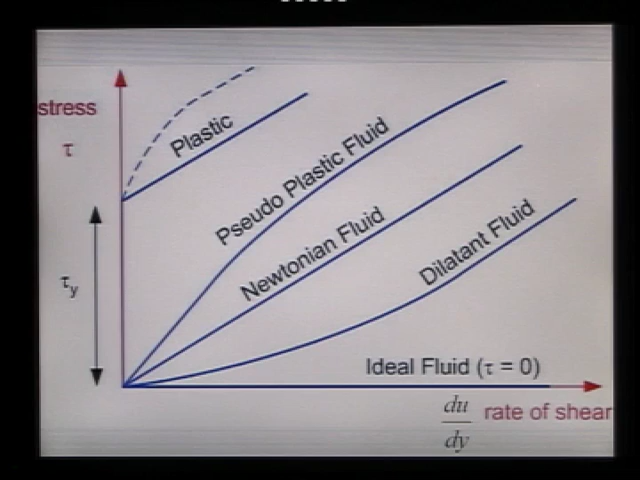 stress
τ
Plastic
Pseudo Plastic Fluid
Newtonian Fluid
Dilatant Fluid
τy
Ideal Fluid (τ = 0)
du
dy
rate of shear